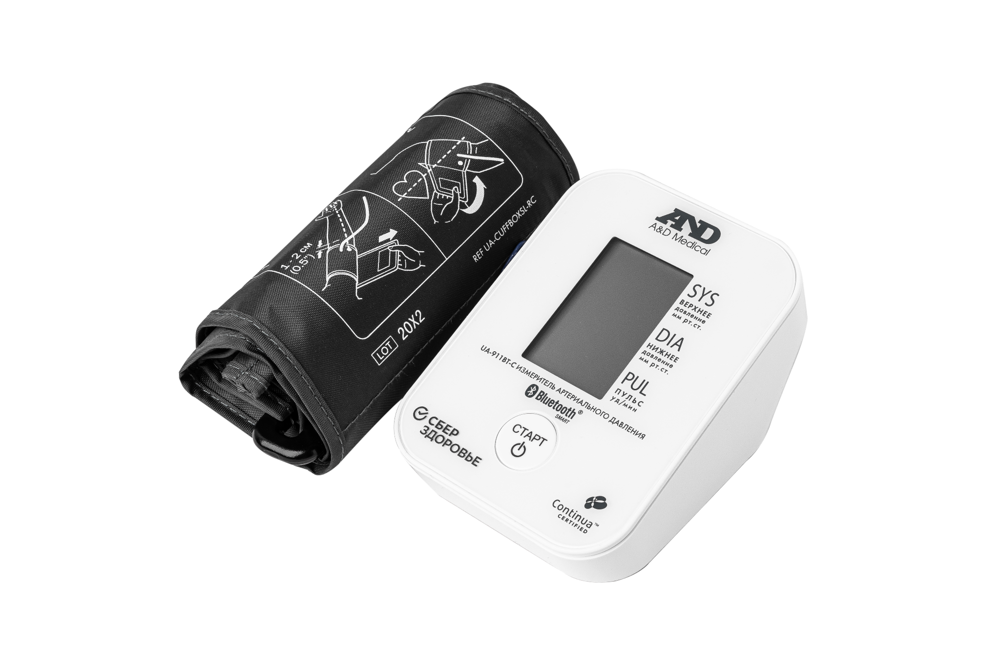 1 - 2 см
(0.5")
REF UA-CUFFBOXSL-RC
LOT 20X2
AND
A&D Medical
SYS
ВЕРХНЕЕ
давление
мм рт.ст.
DIA
НИЖНЕЕ
давление
мм рт.ст.
PUL
ПУЛЬС
уд/мин
UA-911BT-C ИЗМЕРИТЕЛЬ АРТЕРИАЛЬНОГО ДАВЛЕНИЯ
Bluetooth®
SMART
СБЕР
ЗДОРОВЬЕ
СТАРТ
Continua™
CERTIFIED